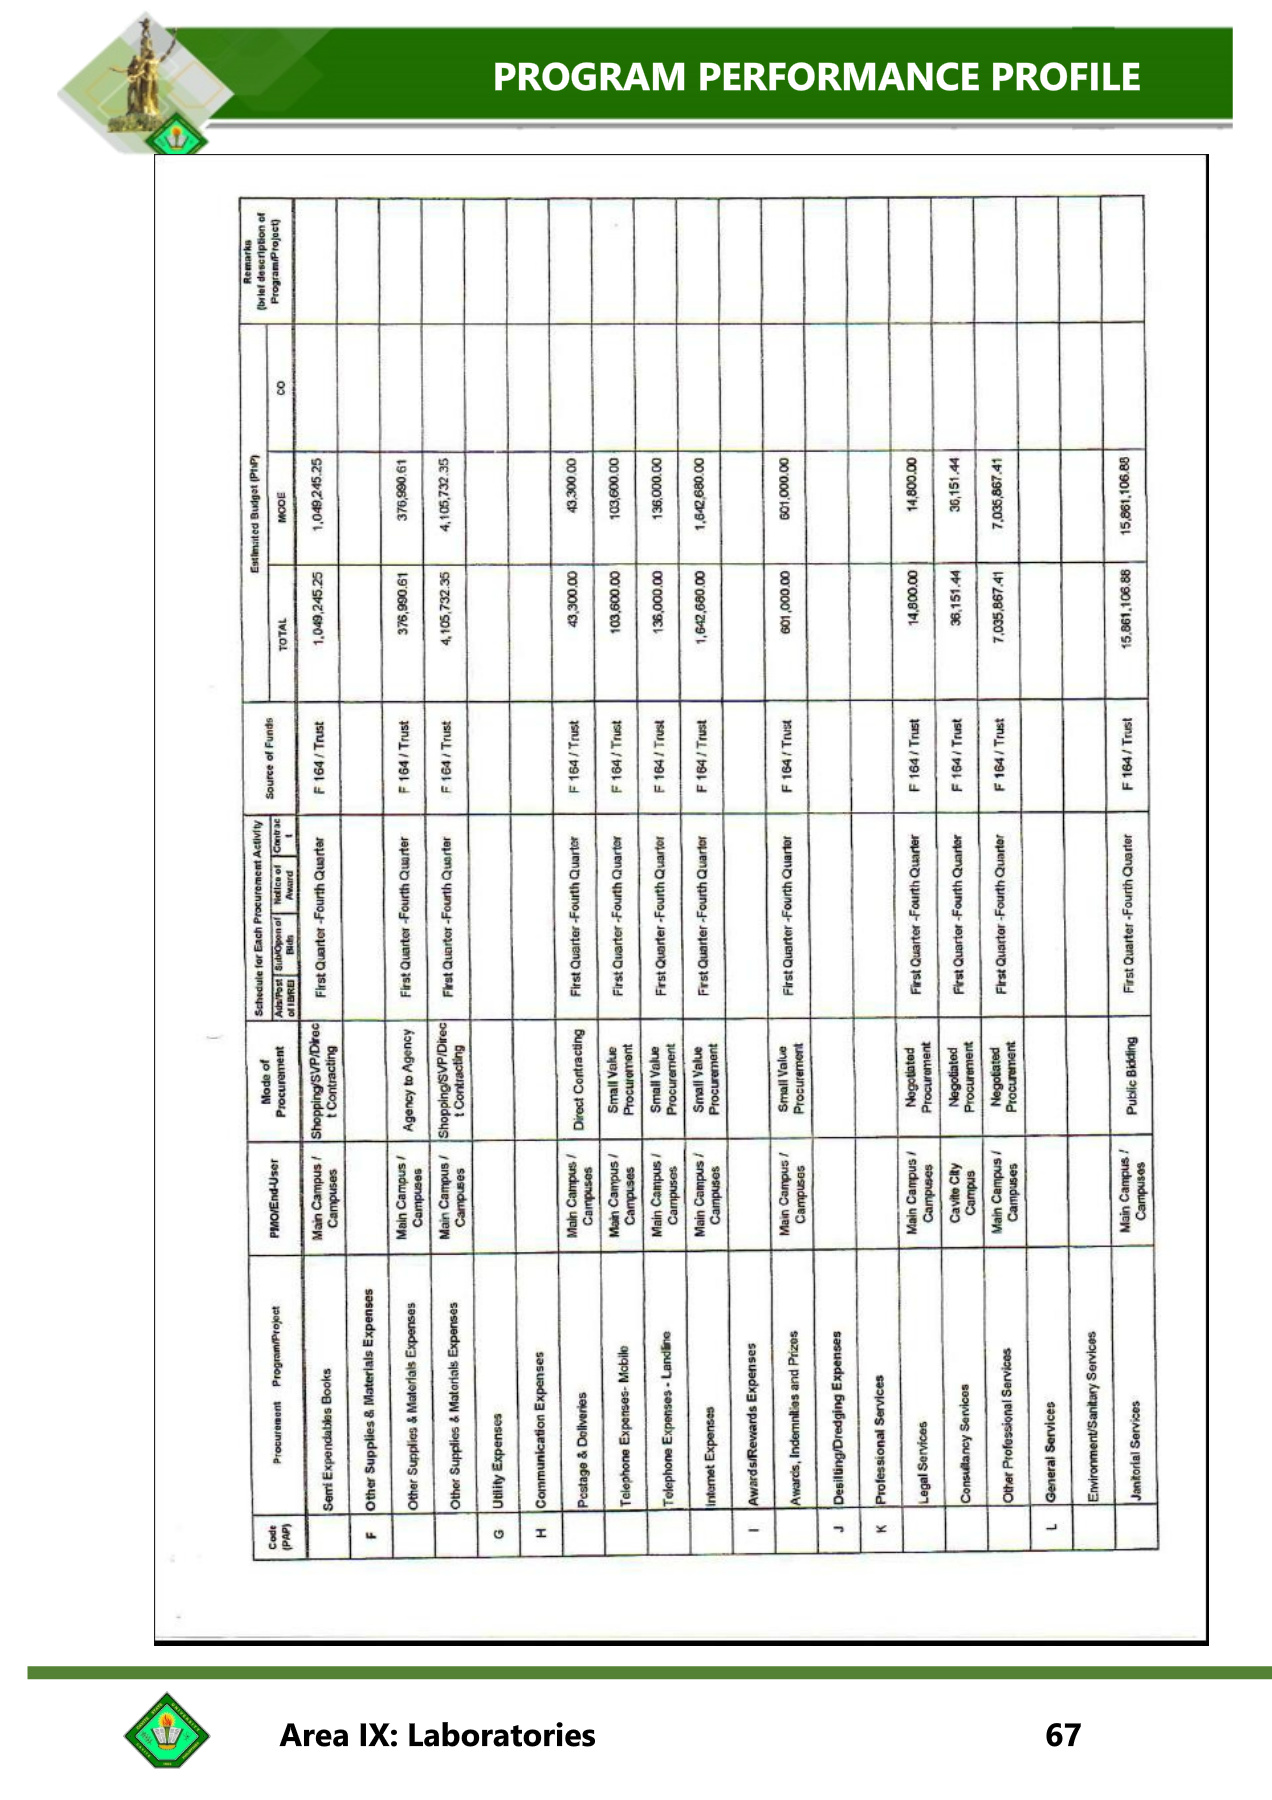 PROGRAM PERFORMANCE PROFILE
Code (PAP) | Procurement Program/Project | PMO/End-User | Mode of Procurement | Schedule for Each Procurement Activity | Source of Funds | Estimated Budget (PhP) | Remarks (brief description of Program/Project)
Ads/Post of IB/REI | Sub/Open of Bids | Notice of Award | Contrac t | TOTAL | MOOE | CO
Semi Expendables Books | Main Campus / Campuses | Shopping/SVP/Direc t Contracting | First Quarter -Fourth Quarter | F 164 / Trust | 1,049,245.25 | 1,049,245.25
F | Other Supplies & Materials Expenses
Other Supplies & Materials Expenses | Main Campus / Campuses | Agency to Agency | First Quarter -Fourth Quarter | F 164 / Trust | 376,990.61 | 376,990.61
Other Supplies & Materials Expenses | Main Campus / Campuses | Shopping/SVP/Direc t Contracting | First Quarter -Fourth Quarter | F 164 / Trust | 4,105,732.35 | 4,105,732.35
G | Utility Expenses
H | Communication Expenses
Postage & Deliveries | Main Campus / Campuses | Direct Contracting | First Quarter -Fourth Quarter | F 164 / Trust | 43,300.00 | 43,300.00
Telephone Expenses- Mobile | Main Campus / Campuses | Small Value Procurement | First Quarter -Fourth Quarter | F 164 / Trust | 103,600.00 | 103,600.00
Telephone Expenses - Landline | Main Campus / Campuses | Small Value Procurement | First Quarter -Fourth Quarter | F 164 / Trust | 136,000.00 | 136,000.00
Internet Expenses | Main Campus / Campuses | Small Value Procurement | First Quarter -Fourth Quarter | F 164 / Trust | 1,642,680.00 | 1,642,680.00
I | Awards/Rewards Expenses
Awards, Indemnities and Prizes | Main Campus / Campuses | Small Value Procurement | First Quarter -Fourth Quarter | F 164 / Trust | 601,000.00 | 601,000.00
J | Desilting/Dredging Expenses
K | Professional Services
Legal Services | Main Campus / Campuses | Negotiated Procurement | First Quarter -Fourth Quarter | F 164 / Trust | 14,800.00 | 14,800.00
Consultancy Services | Cavite City Campus | Negotiated Procurement | First Quarter -Fourth Quarter | F 164 / Trust | 36,151.44 | 36,151.44
Other Professional Services | Main Campus / Campuses | Negotiated Procurement | First Quarter -Fourth Quarter | F 164 / Trust | 7,035,867.41 | 7,035,867.41
L | General Services
Environment/Sanitary Services
Janitorial Services | Main Campus / Campuses | Public Bidding | First Quarter -Fourth Quarter | F 164 / Trust | 15,861,106.88 | 15,861,106.88
Area IX: Laboratories 67